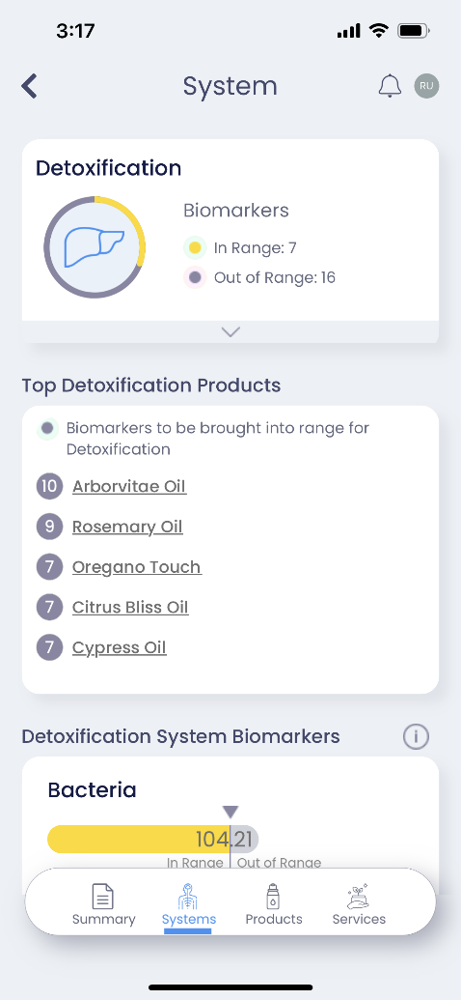 3:17
System
RU
Detoxification
Biomarkers
In Range: 7
Out of Range: 16
Top Detoxification Products
Biomarkers to be brought into range for
Detoxification
10 Arborvitae Oil
9 Rosemary Oil
7 Oregano Touch
7 Citrus Bliss Oil
7 Cypress Oil
Detoxification System Biomarkers
Bacteria
104.21
In Range Out of Range
Summary Systems Products Services